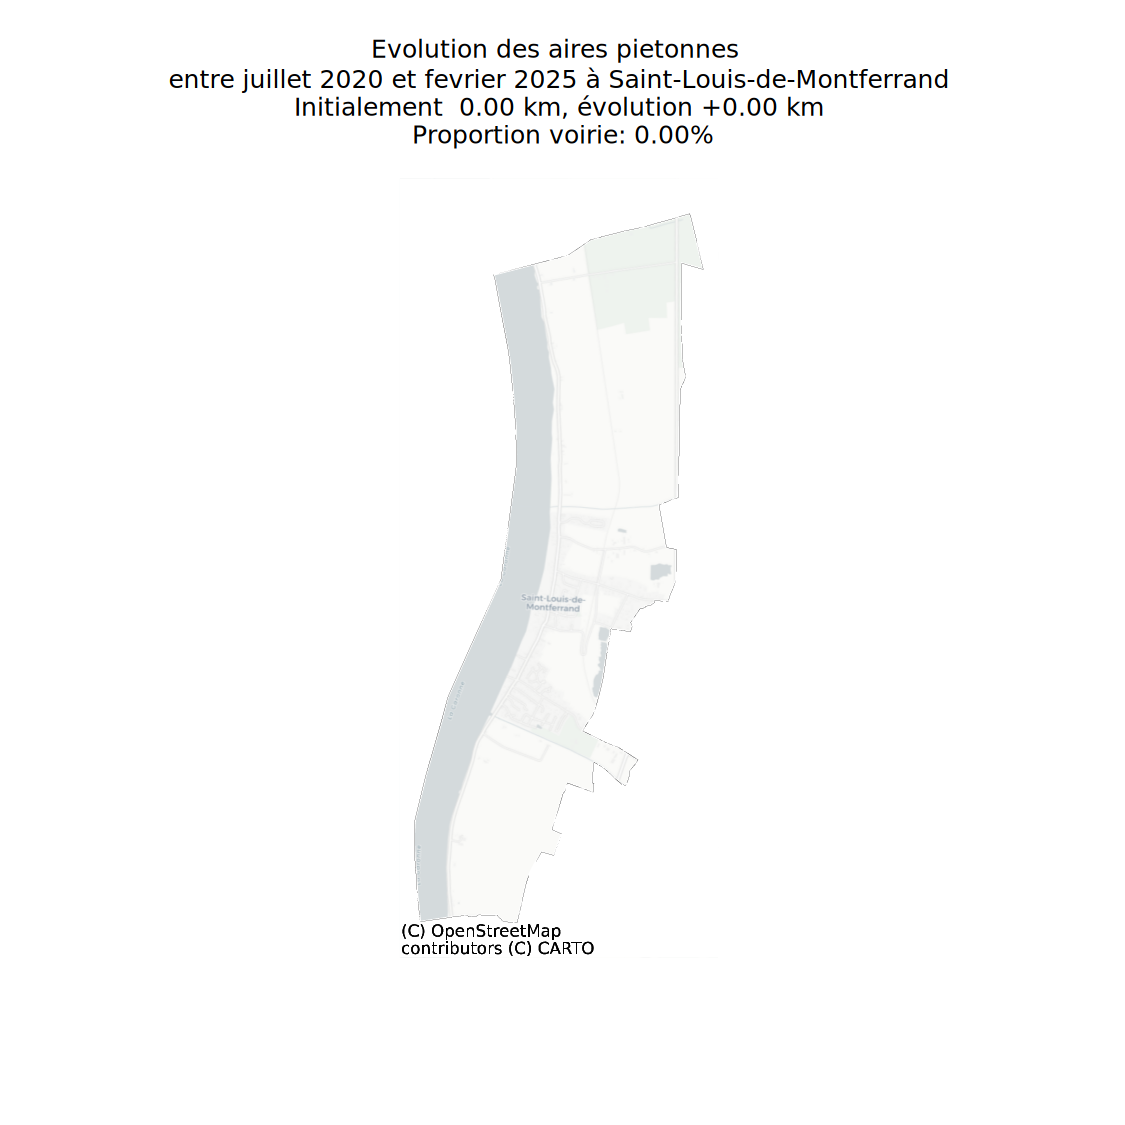 Evolution des aires pietonnes
entre juillet 2020 et fevrier 2025 à Saint-Louis-de-Montferrand
Initialement  0.00 km, évolution +0.00 km
Proportion voirie: 0.00%
Saint-Louis-de-
Montferrand
(C) OpenStreetMap
contributors (C) CARTO